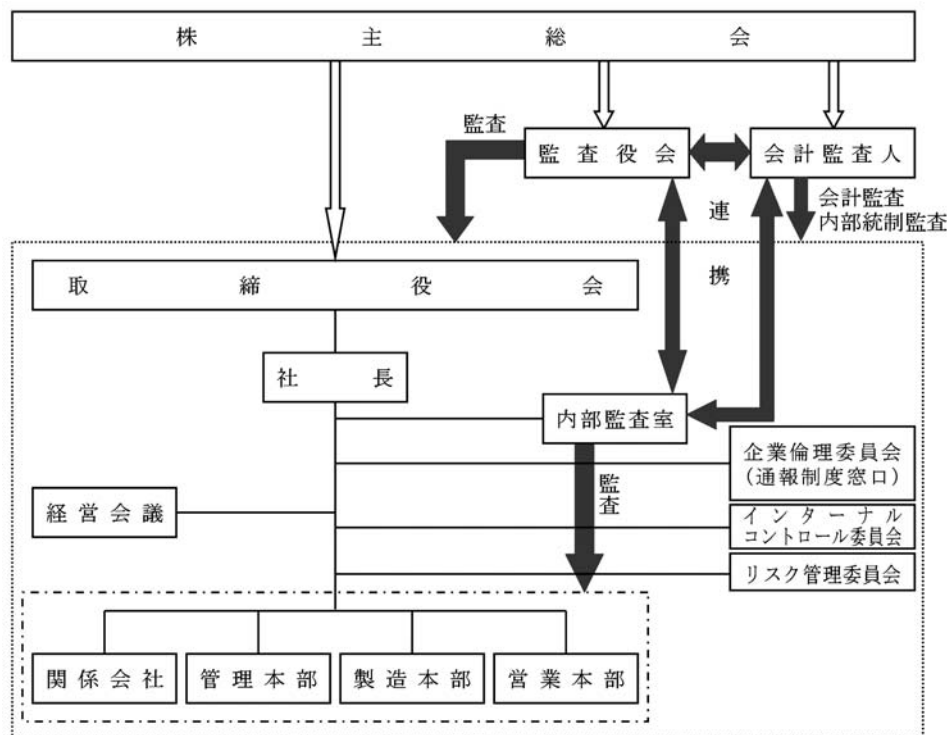 株主総会
監査
監査役会
会計監査人
会計監査
内部統制監査
連携
取締役会
社長
内部監査室
監査
企業倫理委員会
(通報制度窓口)
経営会議
インターナル
コントロール委員会
リスク管理委員会
関係会社
管理本部
製造本部
営業本部